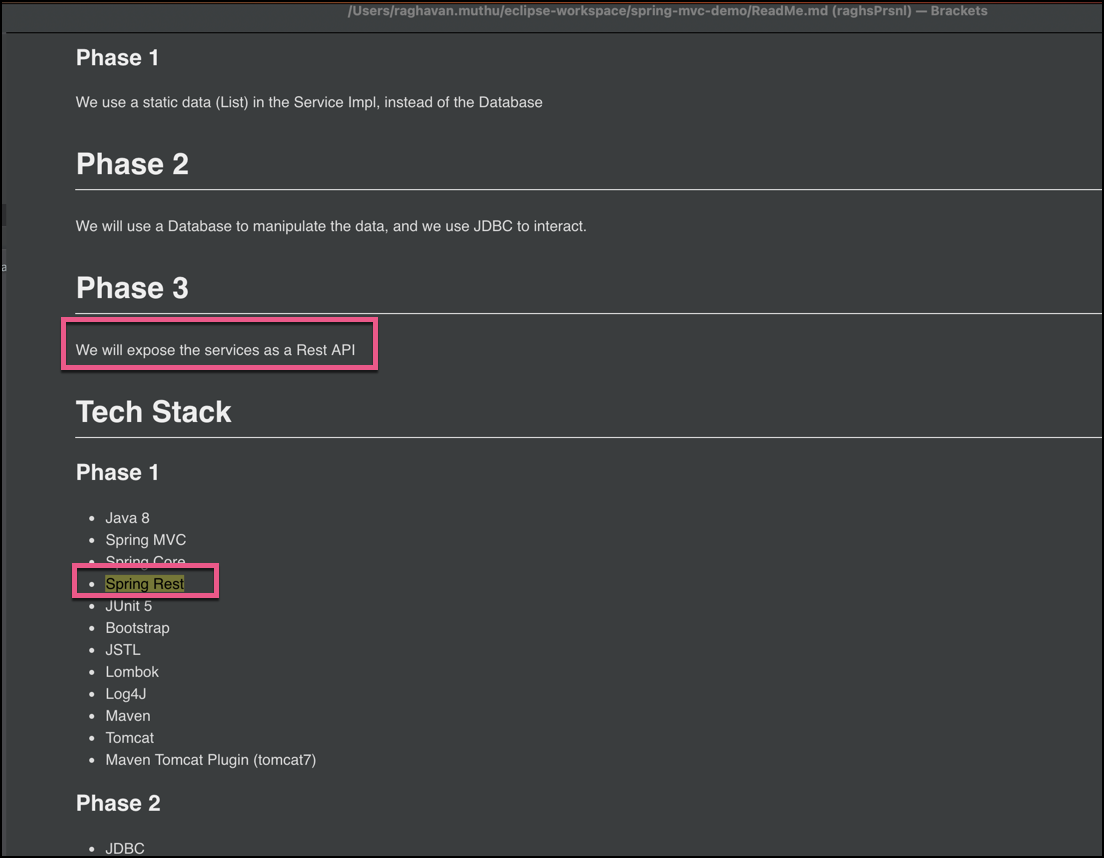 /Users/raghavan.muthu/eclipse-workspace/spring-mvc-demo/ReadMe.md (raghsPrsnl) — Brackets
Phase 1
We use a static data (List) in the Service Impl, instead of the Database
Phase 2
We will use a Database to manipulate the data, and we use JDBC to interact.
a
Phase 3
We will expose the services as a Rest API
Tech Stack
Phase 1
• Java 8
• Spring MVC
• Spring Core
• Spring Rest
• JUnit 5
• Bootstrap
• JSTL
• Lombok
• Log4J
• Maven
• Tomcat
• Maven Tomcat Plugin (tomcat7)
Phase 2
• JDBC